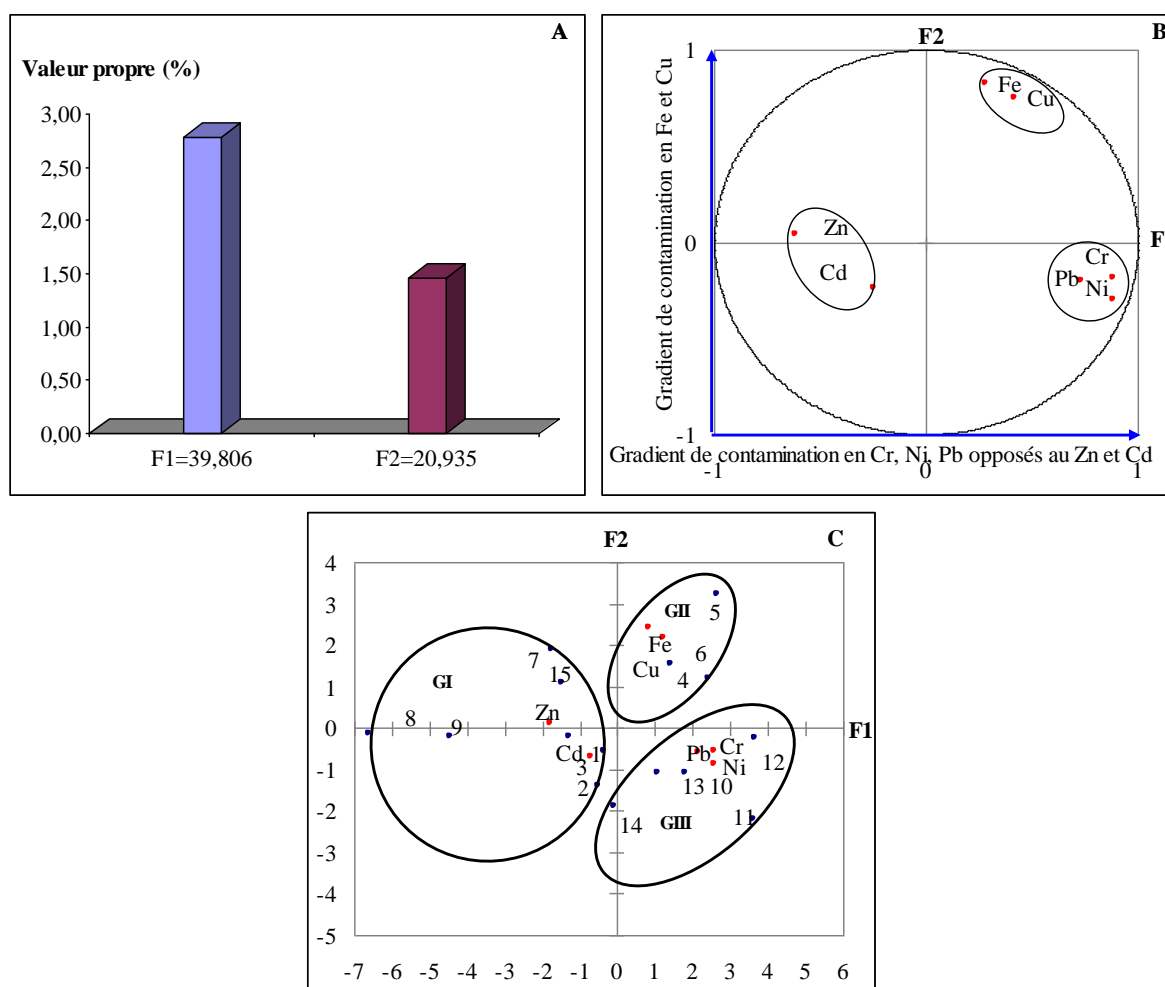 A
Valeur propre (%)
3,00
2,50
2,00
1,50
1,00
0,50
0,00
F1=39,806 F2=20,935
B
F2
1
Fe
Cu
Zn
0
F
Cd
Cr
Pb
Ni
Gradient de contamination en Fe et Cu
-1
Gradient de contamination en Cr, Ni, Pb opposés au Zn et Cd
-1 0 1
F2
C
4
3
GII
5
2
Fe
7
Cu
6
15
4
1
GI
8
9
Zn
0
F1
Cd
1
Pb
Cr
3
Ni
12
-1
2
13
10
14
11
-2
GIII
-3
-4
-5
-7 -6 -5 -4 -3 -2 -1 0 1 2 3 4 5 6